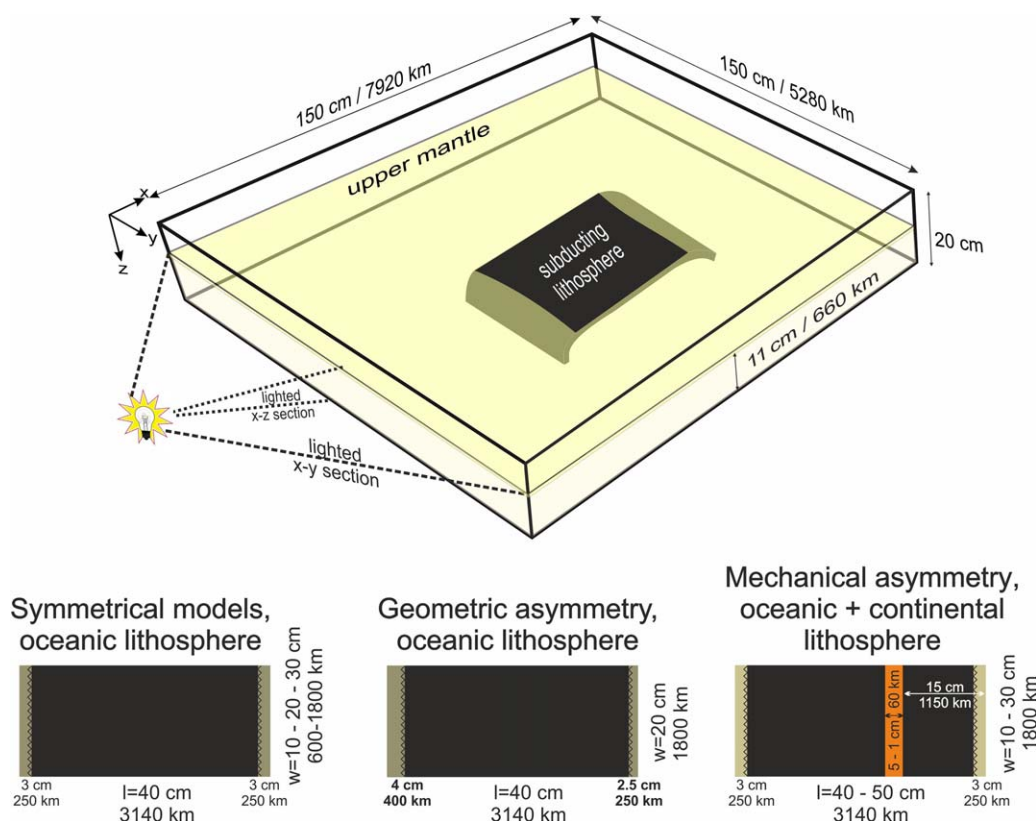 150 cm / 7920 km
150 cm / 5280 km
upper mantle
x
y
z
20 cm
subducting
lithosphere
11 cm / 660 km
lighted
x-z section
lighted
x-y section
Symmetrical models,
oceanic lithosphere
w=10 - 20 - 30 cm
600-1800 km
3 cm
250 km
l=40 cm
3140 km
3 cm
250 km
Geometric asymmetry,
oceanic lithosphere
w=20 cm
1800 km
4 cm
400 km
l=40 cm
3140 km
2.5 cm
250 km
Mechanical asymmetry,
oceanic + continental
lithosphere
5 - 1 cm
60 km
15 cm
1150 km
w=10 - 30 cm
1800 km
3 cm
250 km
l=40 - 50 cm
3140 km
3 cm
250 km